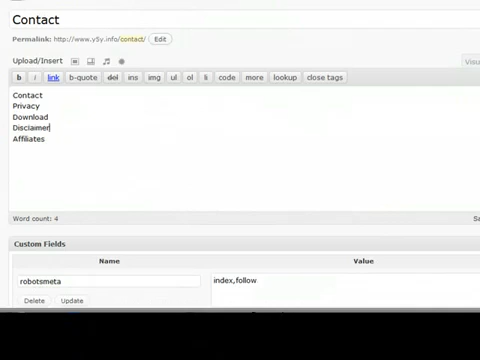 Contact
Permalink: http://www.y5y.info/contact/ Edit
Upload/Insert
b i link b-quote del ins img ul ol li code more lookup close tags
Contact
Privacy
Download
Disclaimer
Affiliates
Word count: 4
Custom Fields
Name Value
robotsmeta index,follow
Delete Update